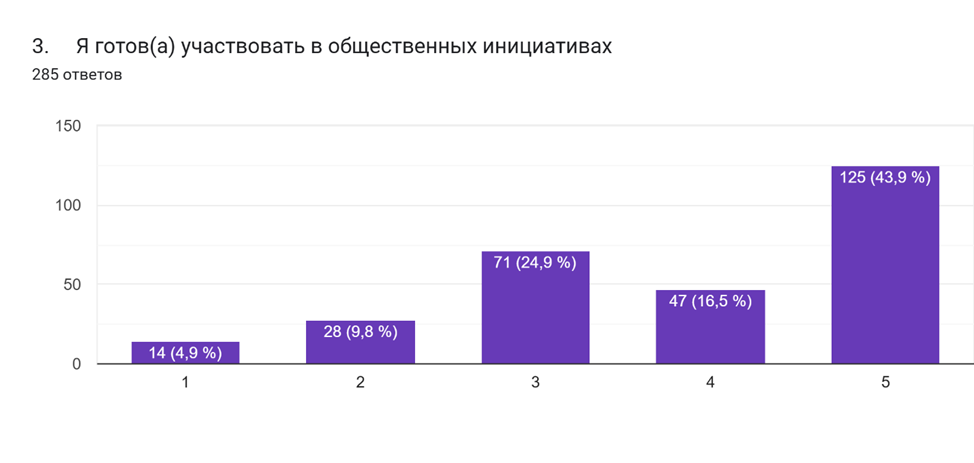 3. Я готов(а) участвовать в общественных инициативах
285 ответов
150
100
50
0
14 (4,9 %)
28 (9,8 %)
71 (24,9 %)
47 (16,5 %)
125 (43,9 %)
1
2
3
4
5